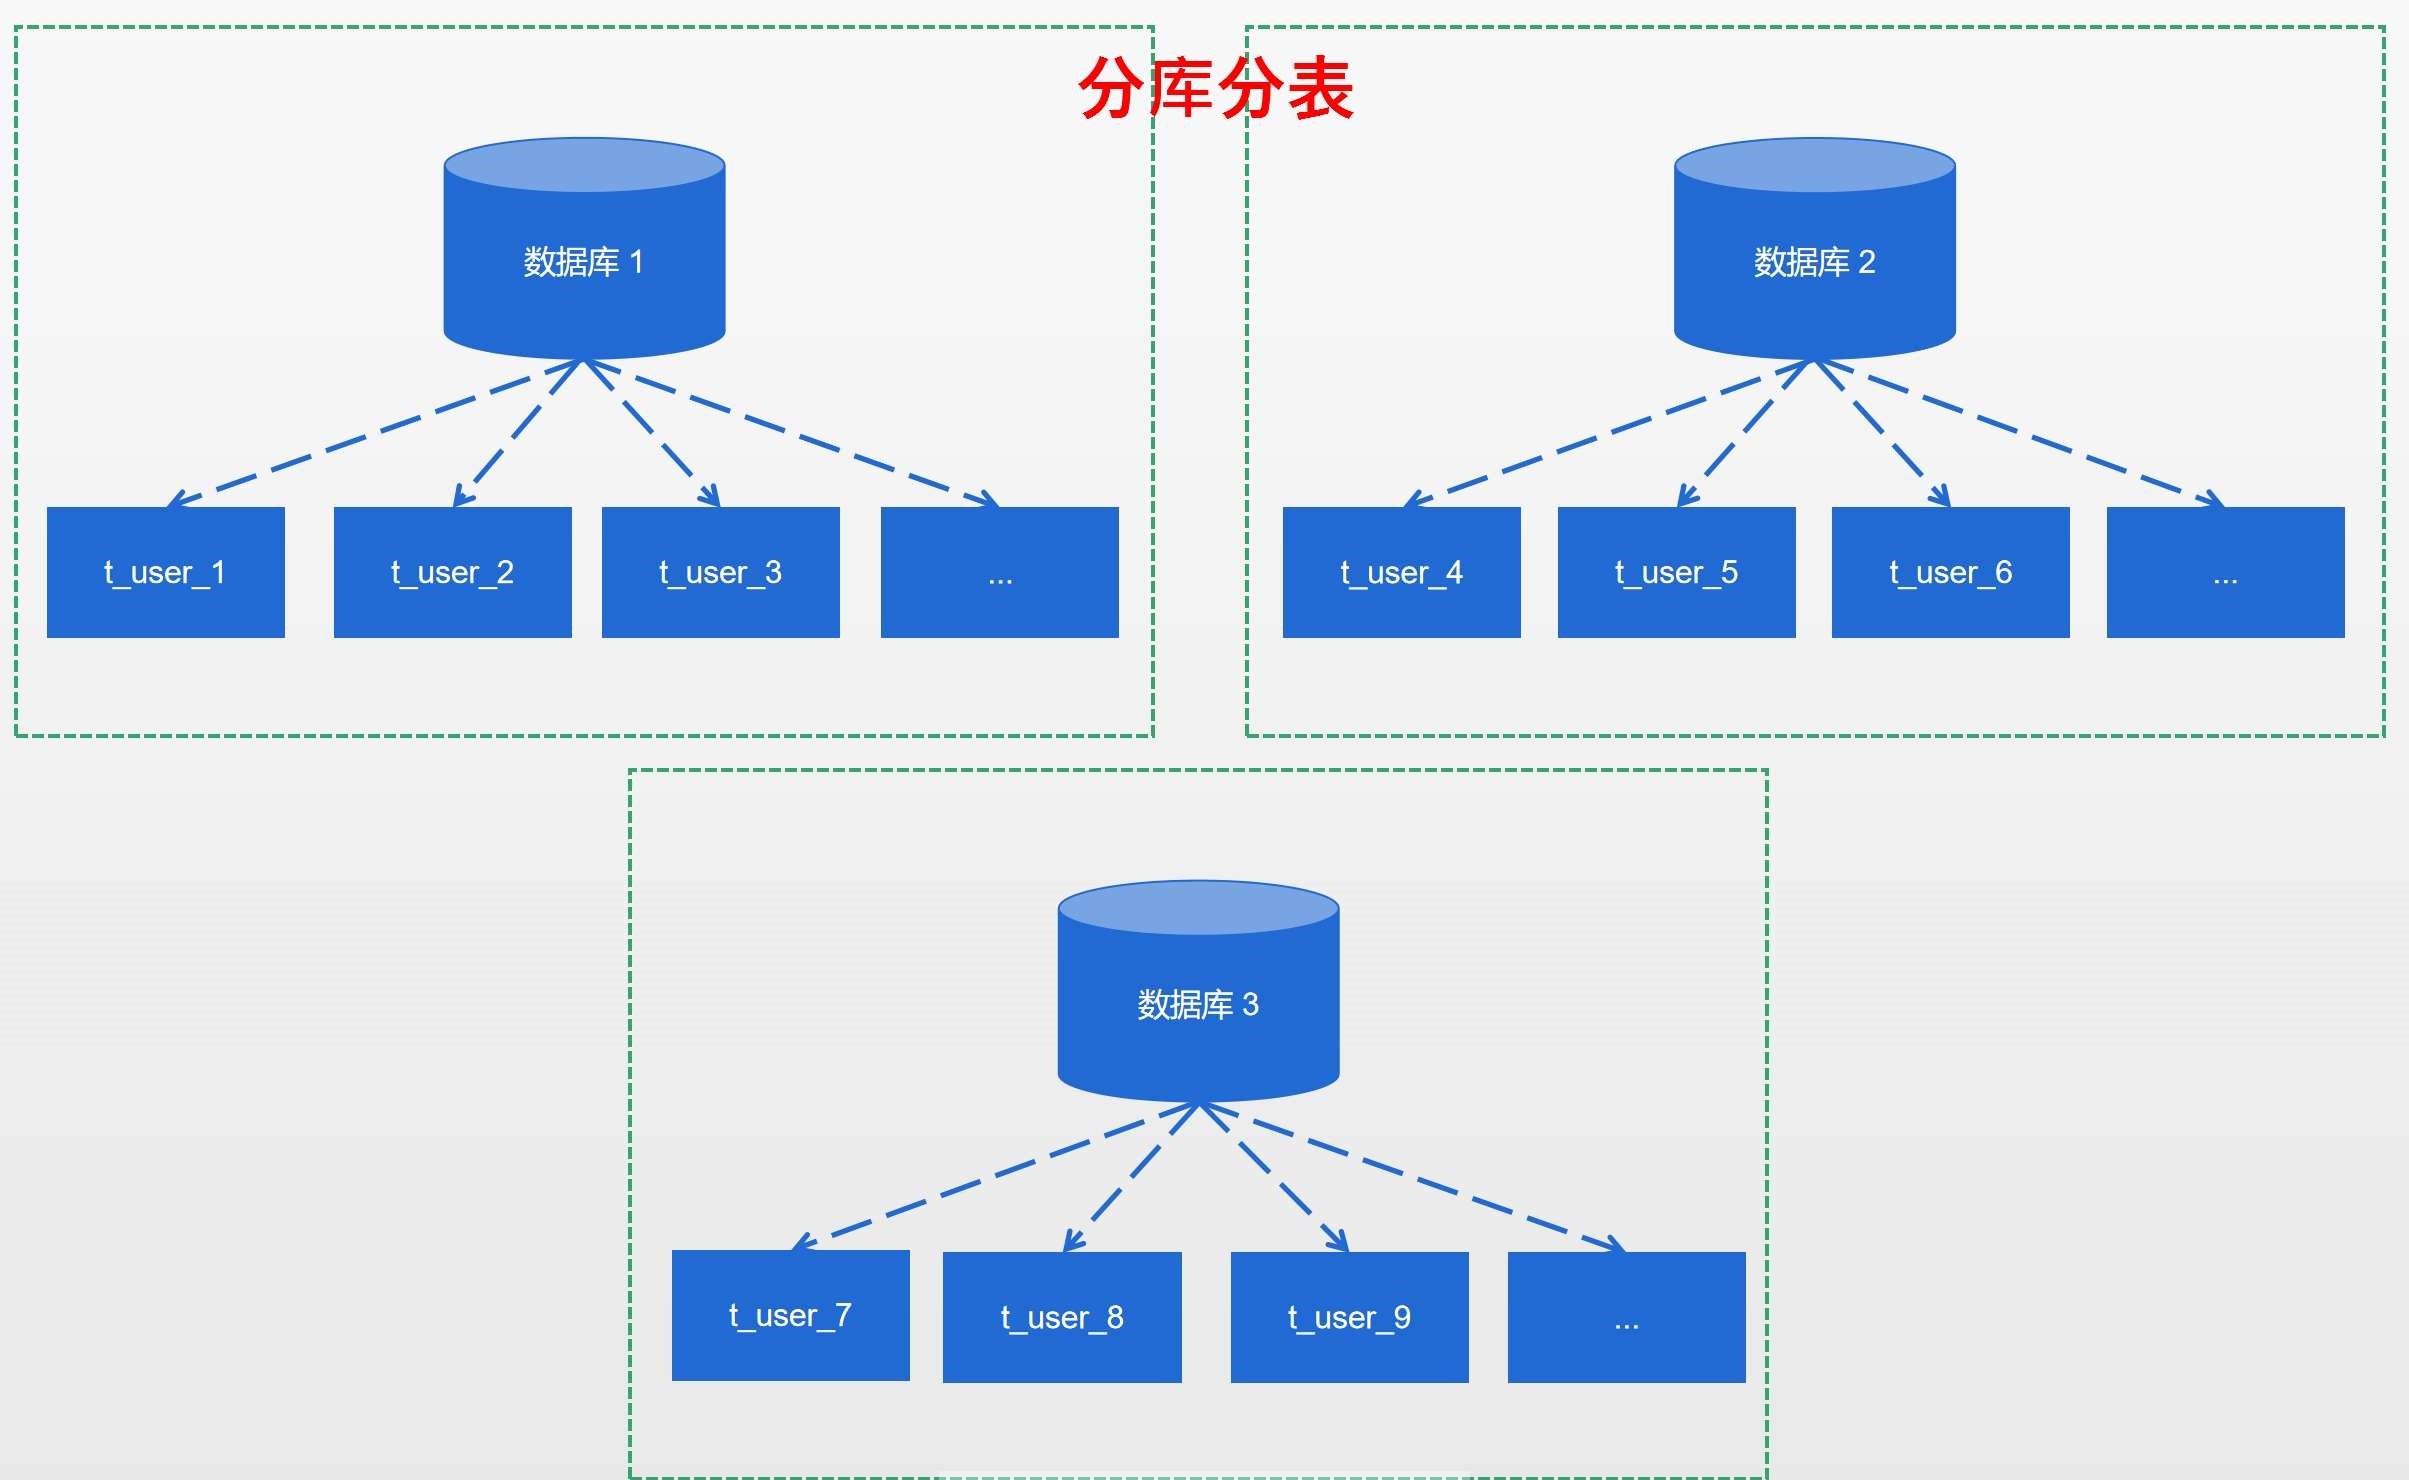 分库分表
数据库 1
数据库 2
t_user_1
t_user_2
t_user_3
...
t_user_4
t_user_5
t_user_6
...
数据库 3
t_user_7
t_user_8
t_user_9
...